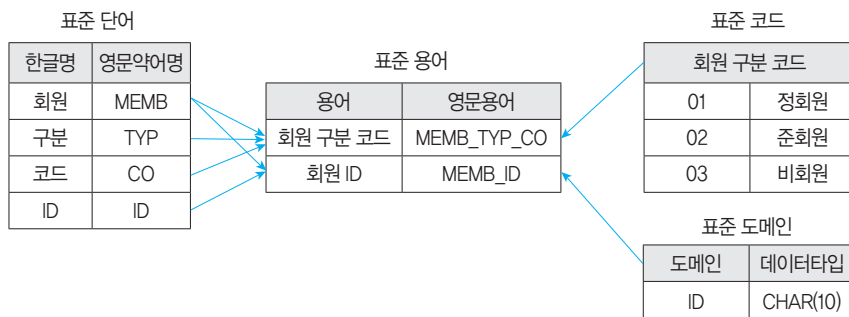 표준 단어
한글명 영문약어명
회원 MEMB
구분 TYP
코드 CO
ID ID
표준 용어
용어 영문용어
회원 구분 코드 MEMB_TYP_CO
회원 ID MEMB_ID
표준 코드
회원 구분 코드
01 정회원
02 준회원
03 비회원
표준 도메인
도메인 데이터타입
ID CHAR(10)